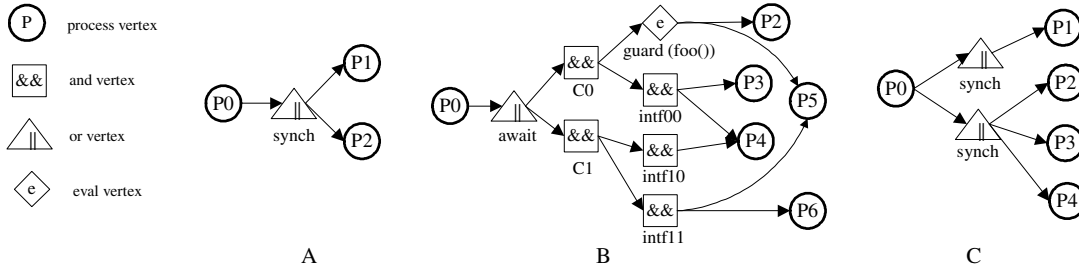 P process vertex
&& and vertex
|| or vertex
e eval vertex
P0
||
synch
P1
P2
A
P0
||
await
&&
C0
&&
C1
e
guard (foo())
&&
intf00
&&
intf10
&&
intf11
P2
P3
P5
P4
P6
B
P0
||
synch
||
synch
P1
P2
P3
P4
C